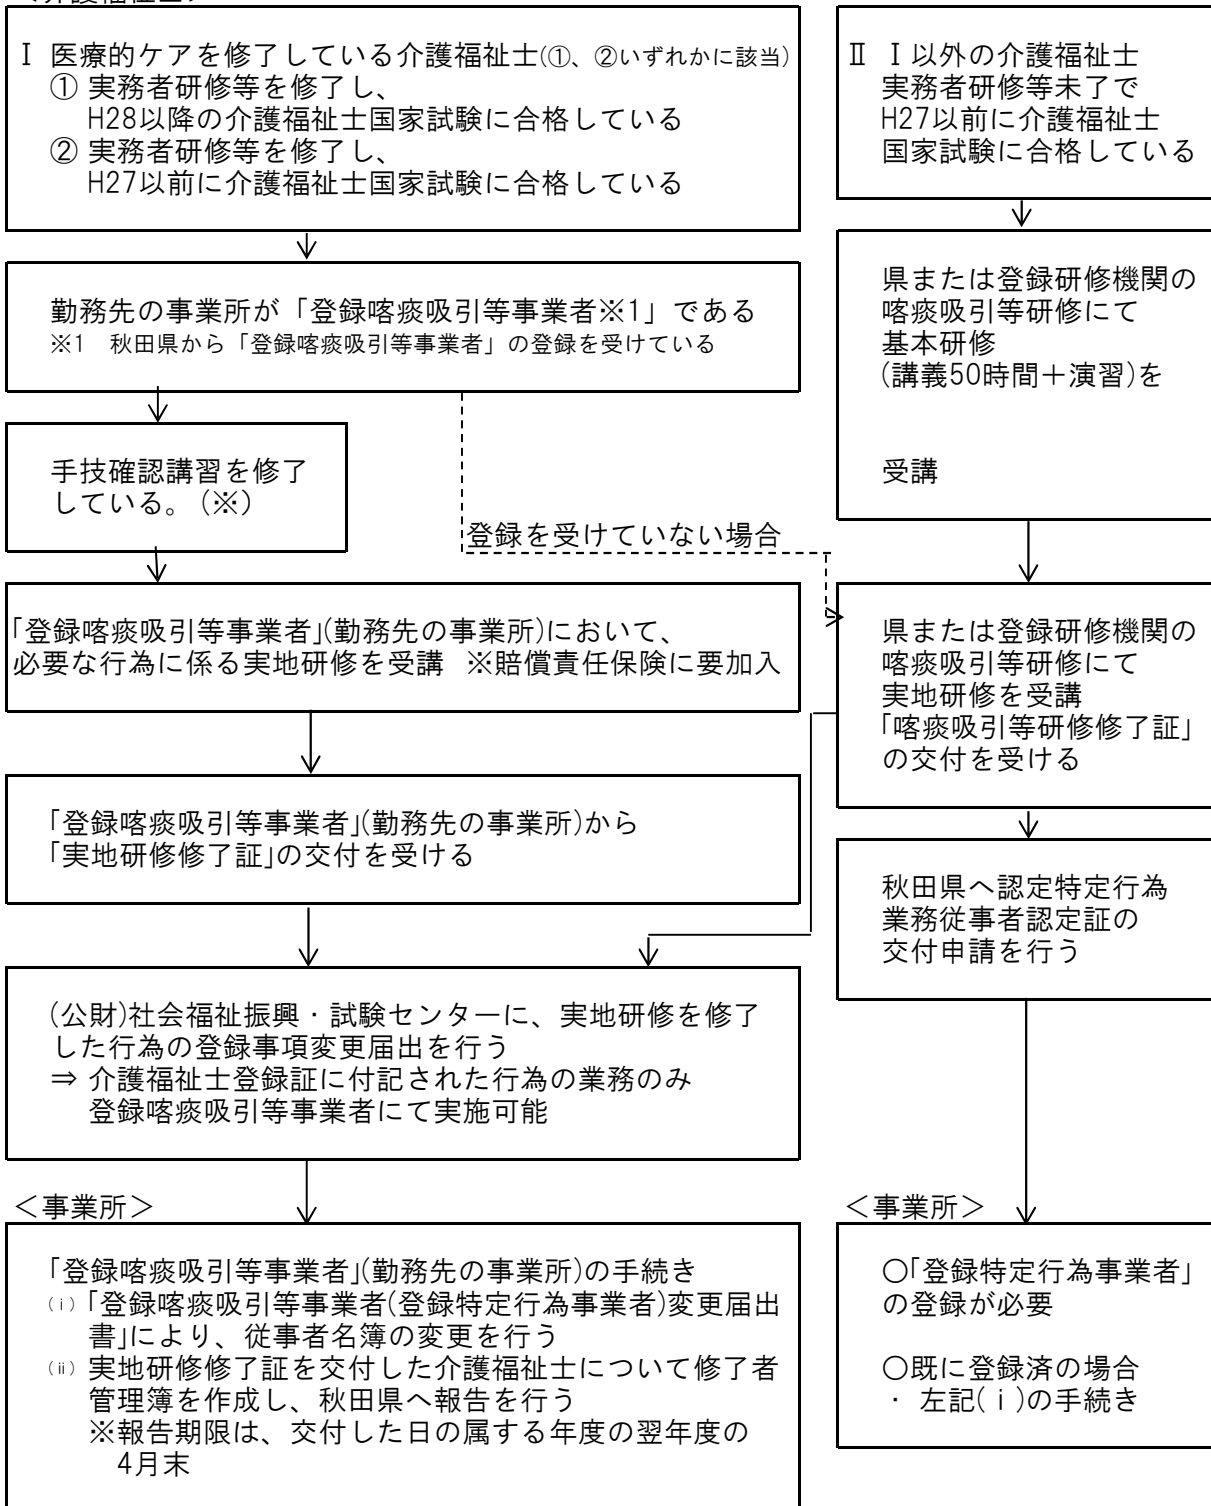 ＜介護福祉士＞
Ⅰ 医療的ケアを修了している介護福祉士(①、②いずれかに該当)
① 実務者研修等を修了し、
H28以降の介護福祉士国家試験に合格している
② 実務者研修等を修了し、
H27以前に介護福祉士国家試験に合格している
Ⅱ Ⅰ以外の介護福祉士
実務者研修等未了で
H27以前に介護福祉士
国家試験に合格している
勤務先の事業所が「登録喀痰吸引等事業者※1」である
※1 秋田県から「登録喀痰吸引等事業者」の登録を受けている
県または登録研修機関の
喀痰吸引等研修にて
基本研修
(講義50時間＋演習)を
受講
手技確認講習を修了
している。(※)
登録を受けていない場合
「登録喀痰吸引等事業者」(勤務先の事業所)において、
必要な行為に係る実地研修を受講 ※賠償責任保険に要加入
県または登録研修機関の
喀痰吸引等研修にて
実地研修を受講
「喀痰吸引等研修修了証」
の交付を受ける
「登録喀痰吸引等事業者」(勤務先の事業所)から
「実地研修修了証」の交付を受ける
秋田県へ認定特定行為
業務従事者認定証の
交付申請を行う
(公財)社会福祉振興・試験センターに、実地研修を修了
した行為の登録事項変更届出を行う
⇒ 介護福祉士登録証に付記された行為の業務のみ
登録喀痰吸引等事業者にて実施可能
＜事業所＞
「登録喀痰吸引等事業者」(勤務先の事業所)の手続き
(ⅰ)「登録喀痰吸引等事業者(登録特定行為事業者)変更届出
書」により、従事者名簿の変更を行う
(ⅱ) 実地研修修了証を交付した介護福祉士について修了者
管理簿を作成し、秋田県へ報告を行う
※報告期限は、交付した日の属する年度の翌年度の
4月末
＜事業所＞
○「登録特定行為事業者」
の登録が必要
○既に登録済の場合
・ 左記(ⅰ)の手続き